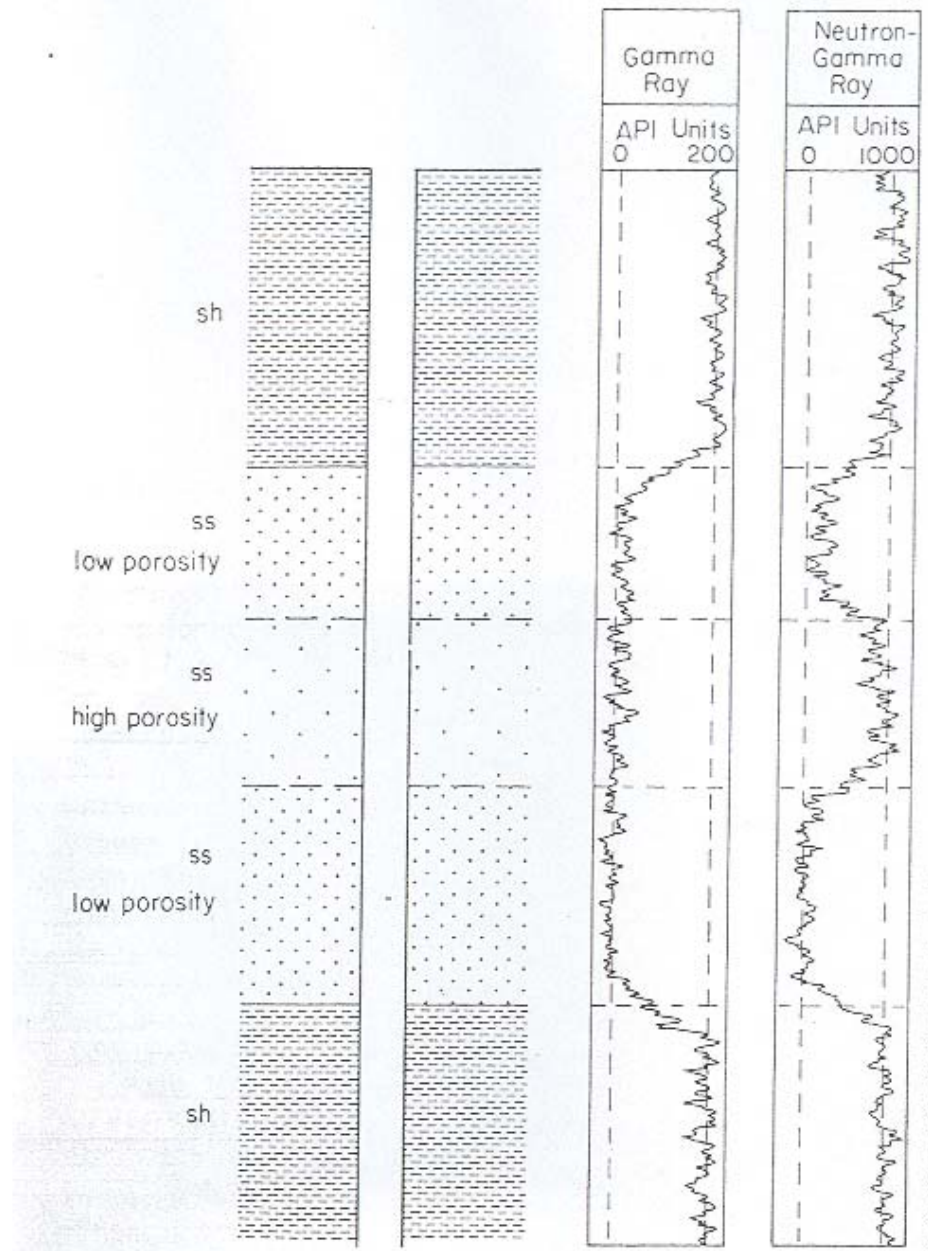 Gamma
Ray
Neutron-
Gamma
Ray
API Units
0 200
API Units
0 1000
sh
ss
low porosity
ss
high porosity
ss
low porosity
sh